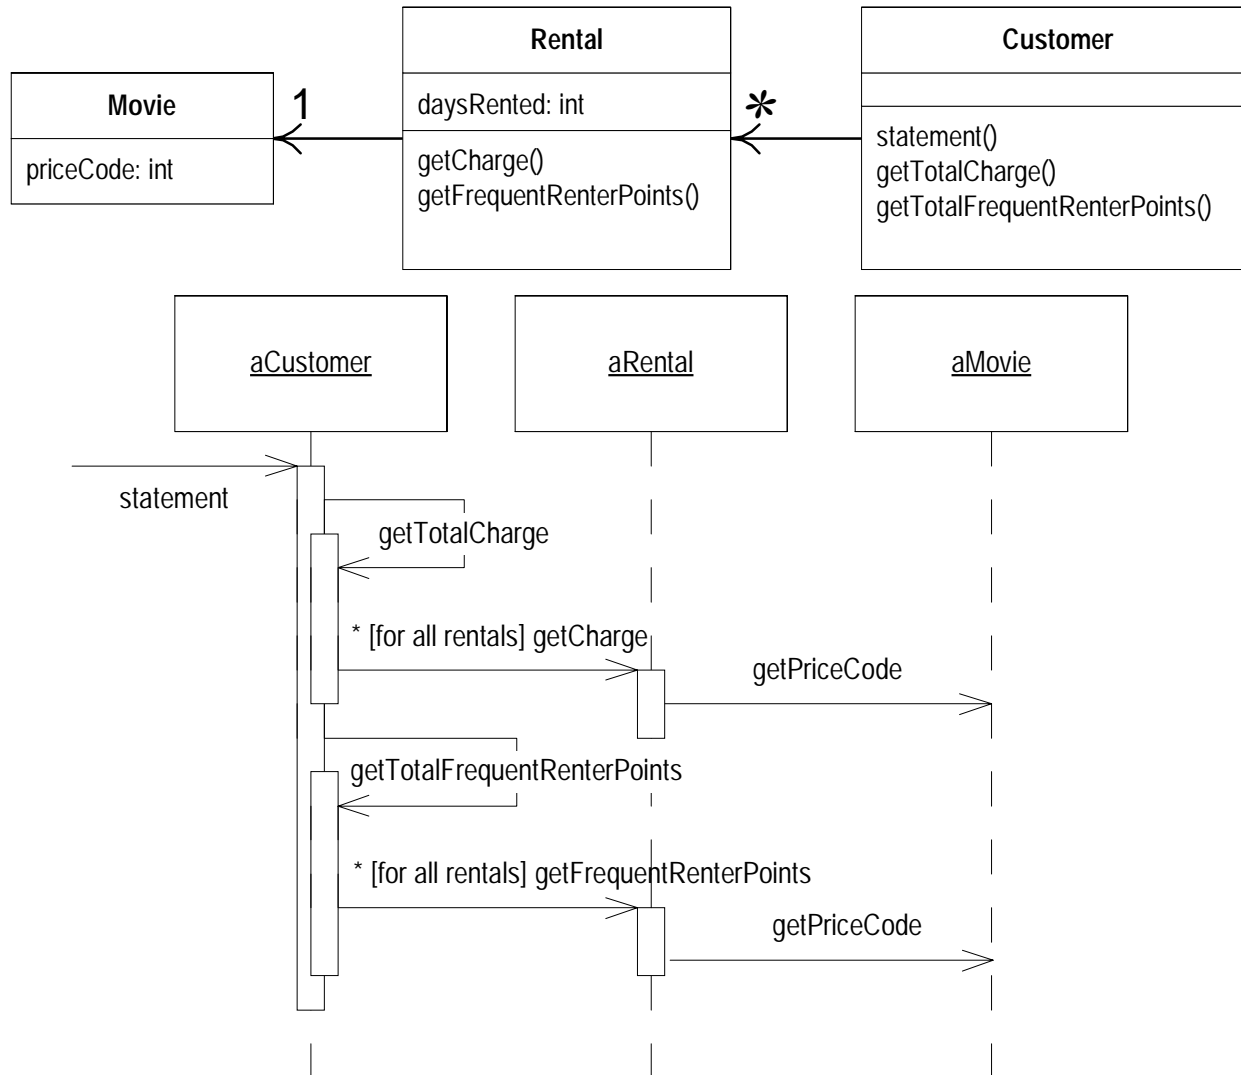 Movie
priceCode: int
1
Rental
daysRented: int
getCharge()
getFrequentRenterPoints()
*
Customer
statement()
getTotalCharge()
getTotalFrequentRenterPoints()
aCustomer
aRental
aMovie
statement
getTotalCharge
* [for all rentals] getCharge
getPriceCode
getTotalFrequentRenterPoints
* [for all rentals] getFrequentRenterPoints
getPriceCode